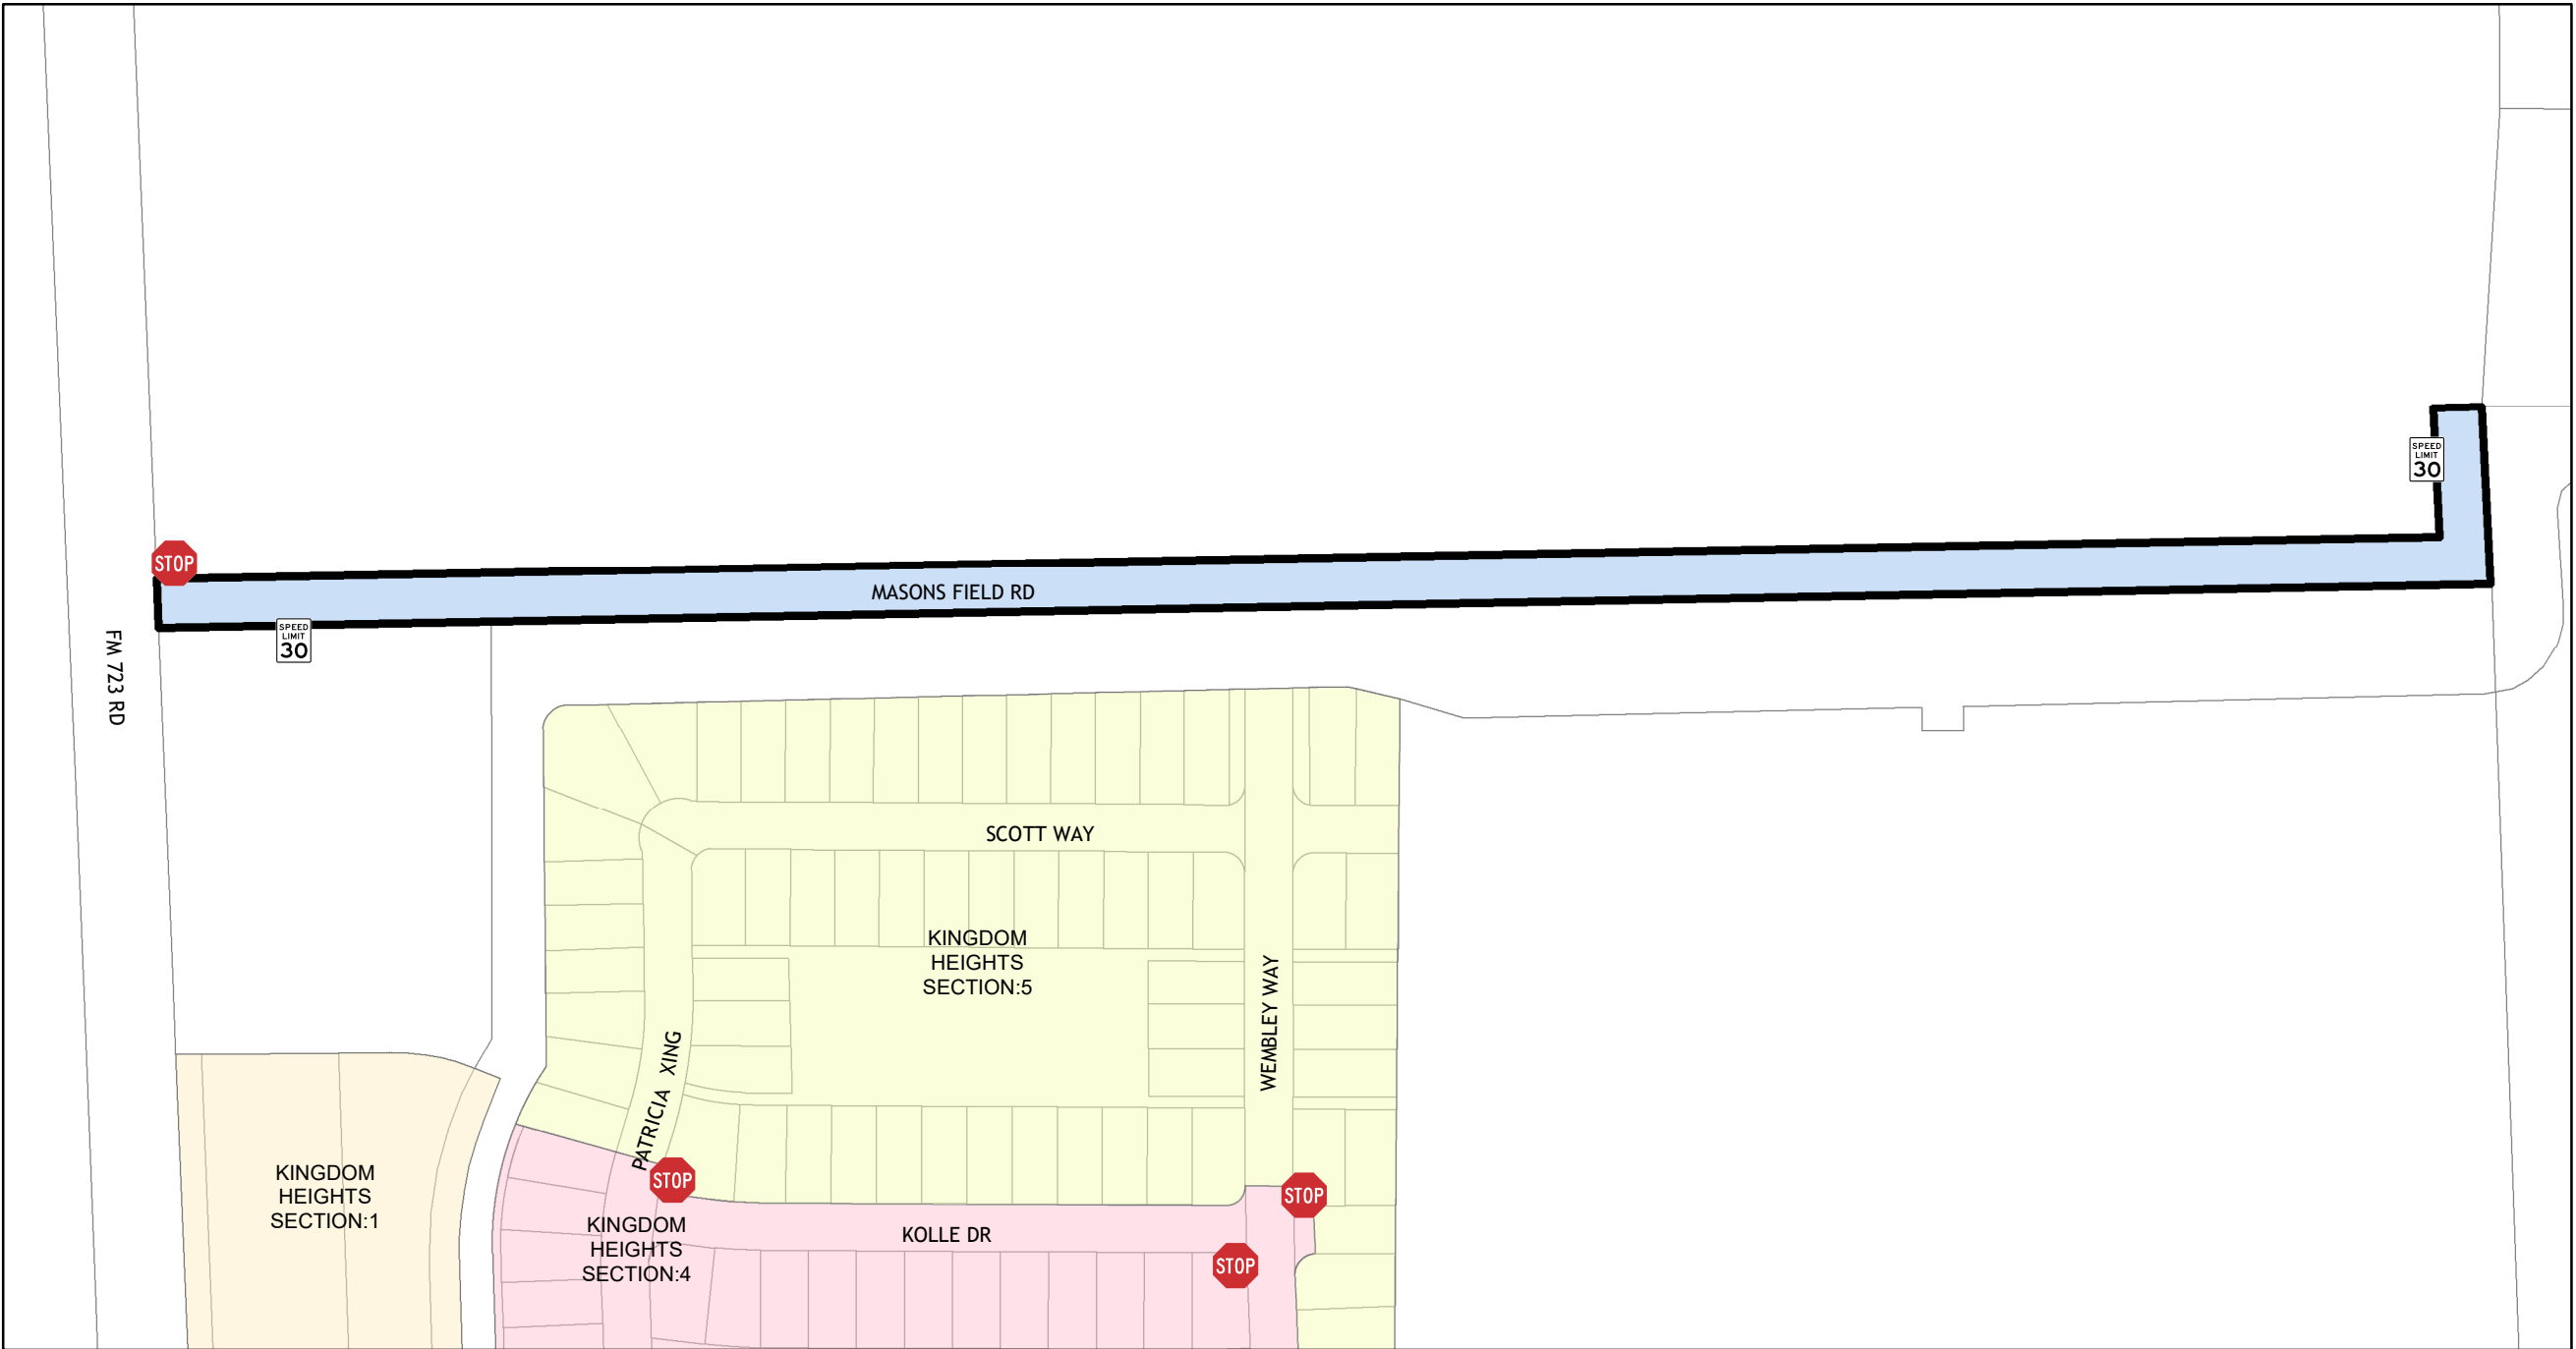 SPEED
LIMIT
30
STOP
MASONS FIELD RD
SPEED
LIMIT
30
FM 723 RD
SCOTT WAY
KINGDOM
HEIGHTS
SECTION:5
WEMBLEY WAY
PATRICIA XING
KINGDOM
HEIGHTS
SECTION:1
STOP
STOP
KINGDOM
HEIGHTS
SECTION:4
KOLLE DR
STOP